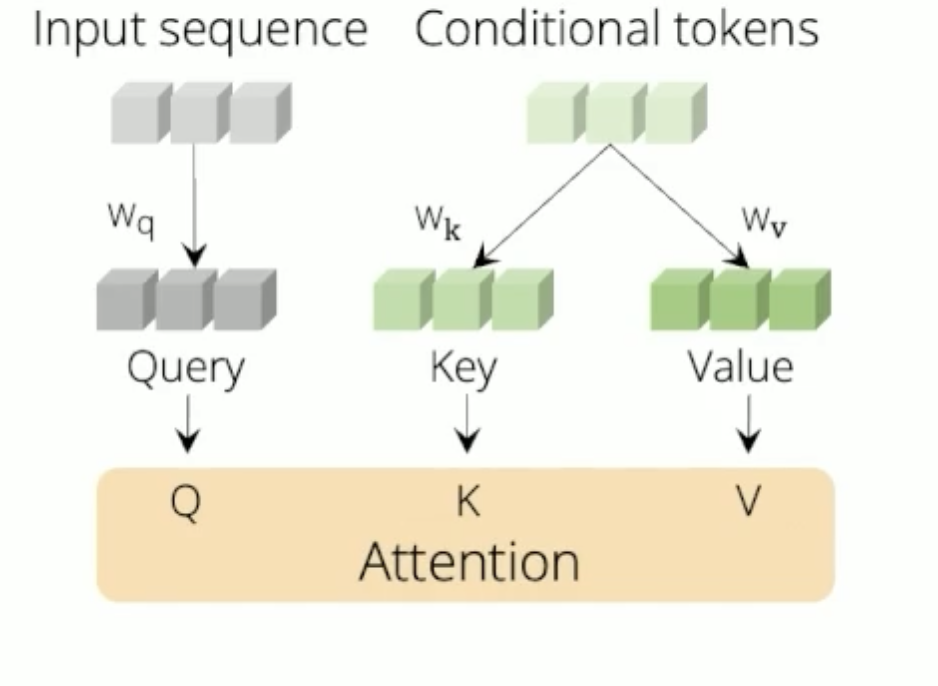 Input sequence Conditional tokens
Wq Wk Wv
Query Key Value
Q K V
Attention